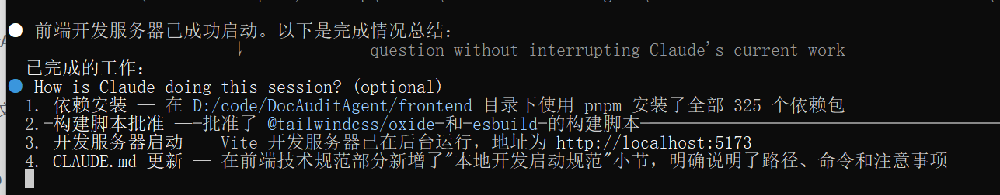 ● 前端开发服务器已成功启动。以下是完成情况总结：
question without interrupting Claude's current work
已完成的工作：
● How is Claude doing this session? (optional)
1. 依赖安装 — 在 D:/code/DocAuditAgent/frontend 目录下使用 pnpm 安装了全部 325 个依赖包
2.-构建脚本批准 —-批准了 @tailwindcss/oxide-和-esbuild-的构建脚本
3. 开发服务器启动 — Vite 开发服务器已在后台运行，地址为 http://localhost:5173
4. CLAUDE.md 更新 — 在前端技术规范部分新增了"本地开发启动规范"小节，明确说明了路径、命令和注意事项